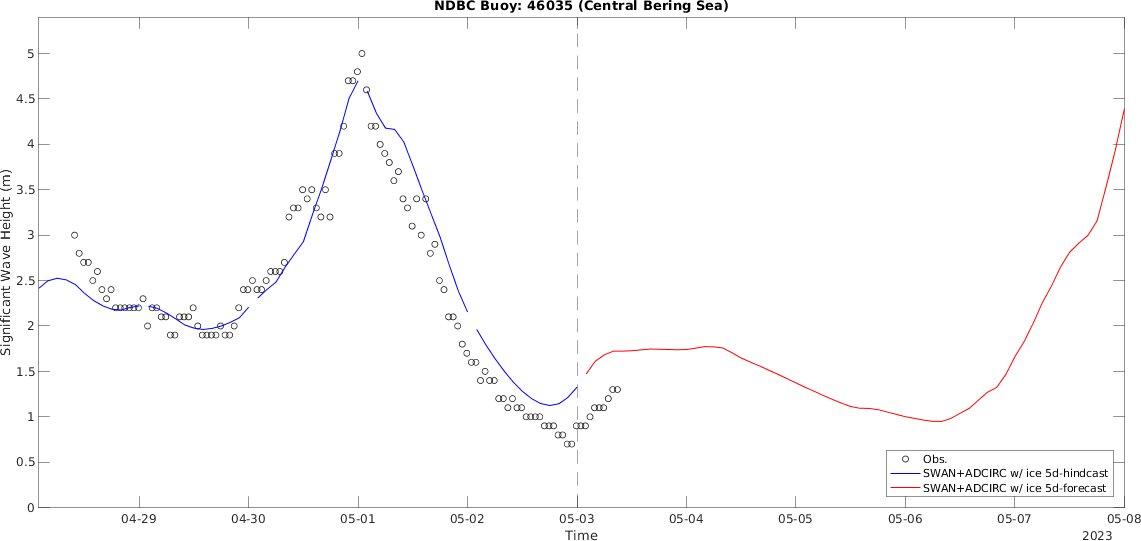 NDBC Buoy: 46035 (Central Bering Sea)
Significant Wave Height (m)
5
4.5
4
3.5
3
2.5
2
1.5
1
0.5
0
Obs.
SWAN+ADCIRC w/ ice 5d-hindcast
SWAN+ADCIRC w/ ice 5d-forecast
04-29 04-30 05-01 05-02 05-03 05-04 05-05 05-06 05-07 05-08
Time
2023